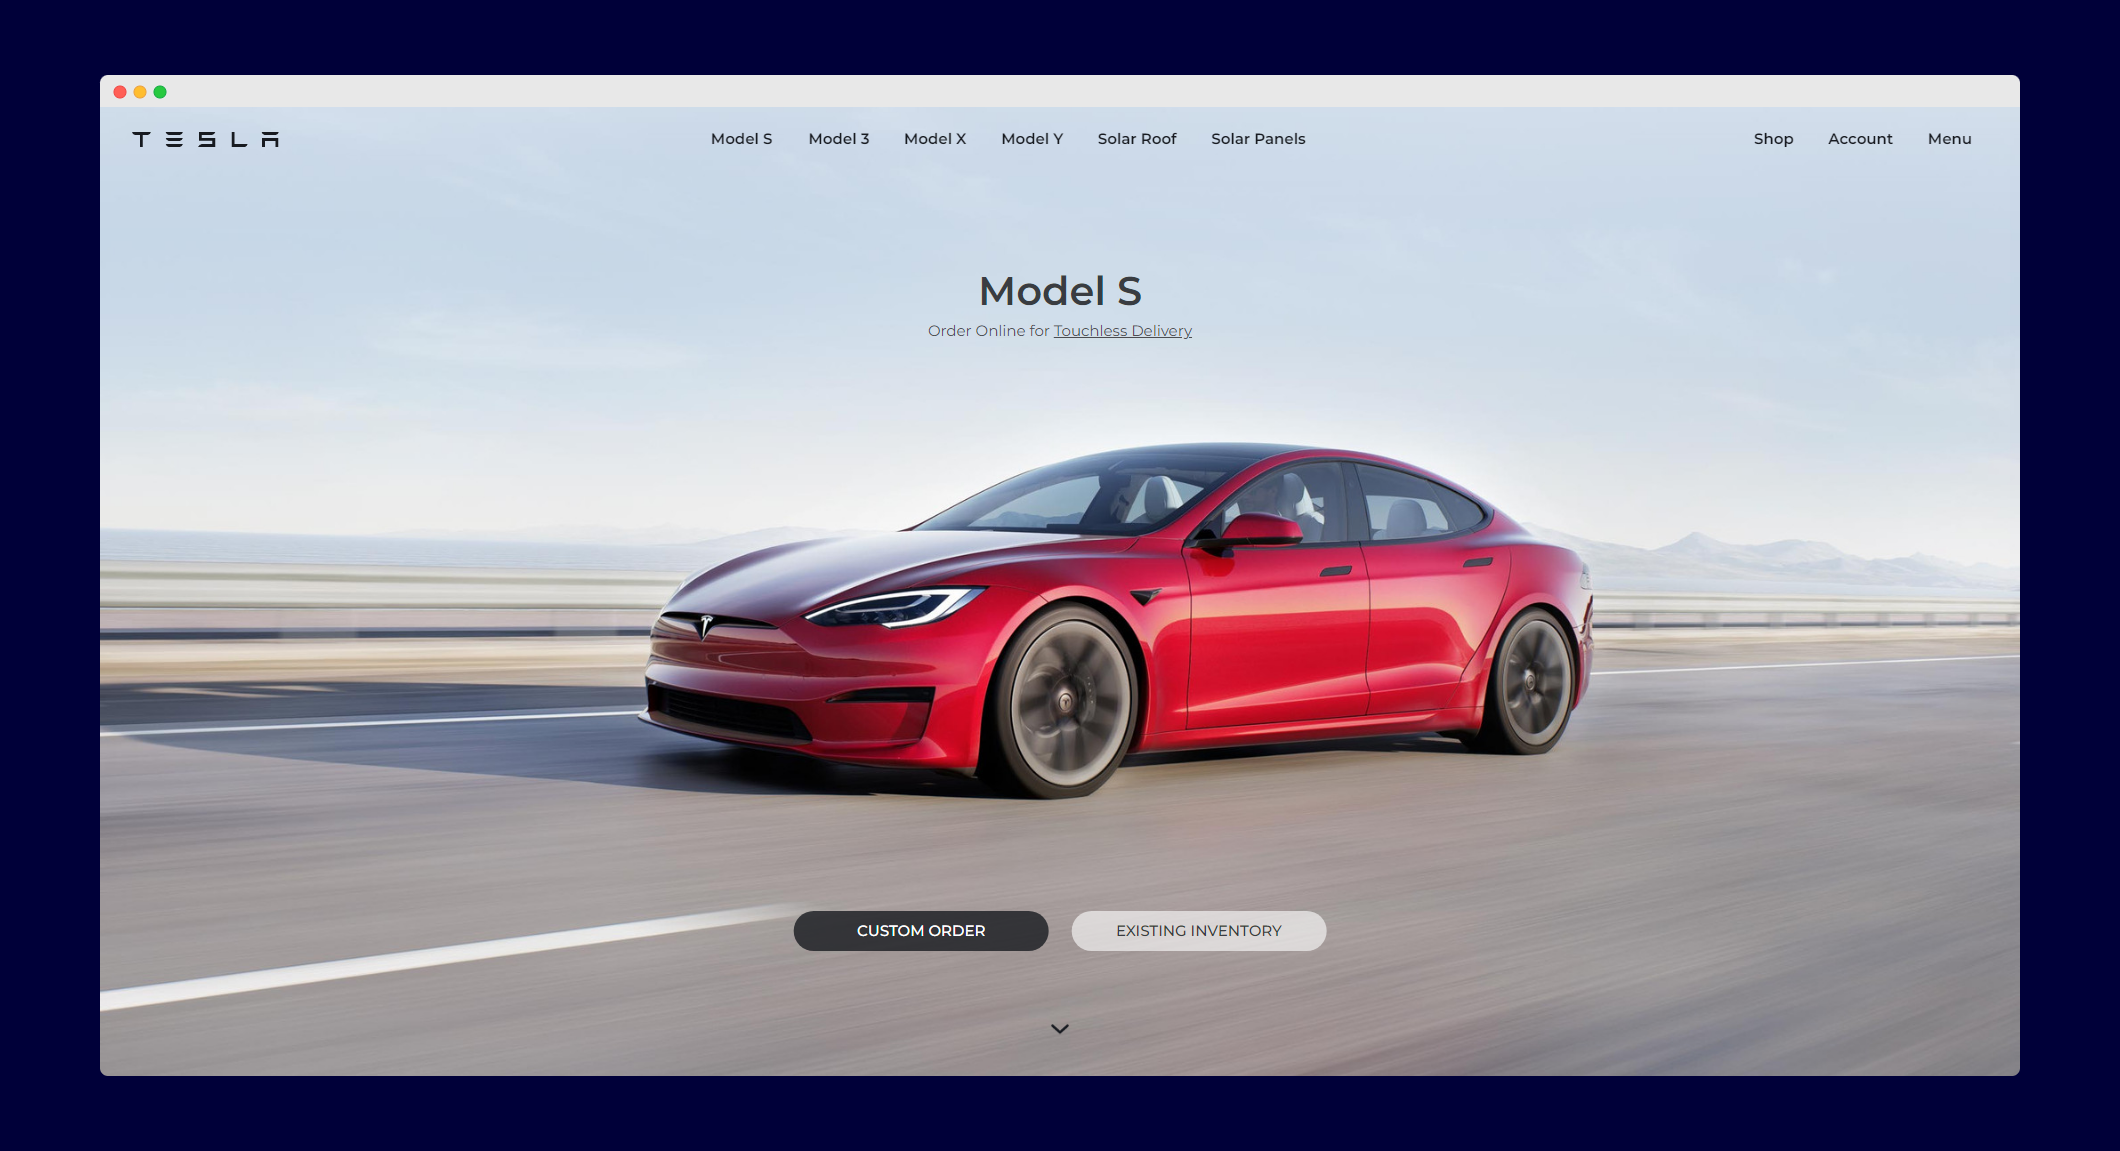 TESLA
Model S Model 3 Model X Model Y Solar Roof Solar Panels
Shop Account Menu
Model S
Order Online for Touchless Delivery
CUSTOM ORDER
EXISTING INVENTORY